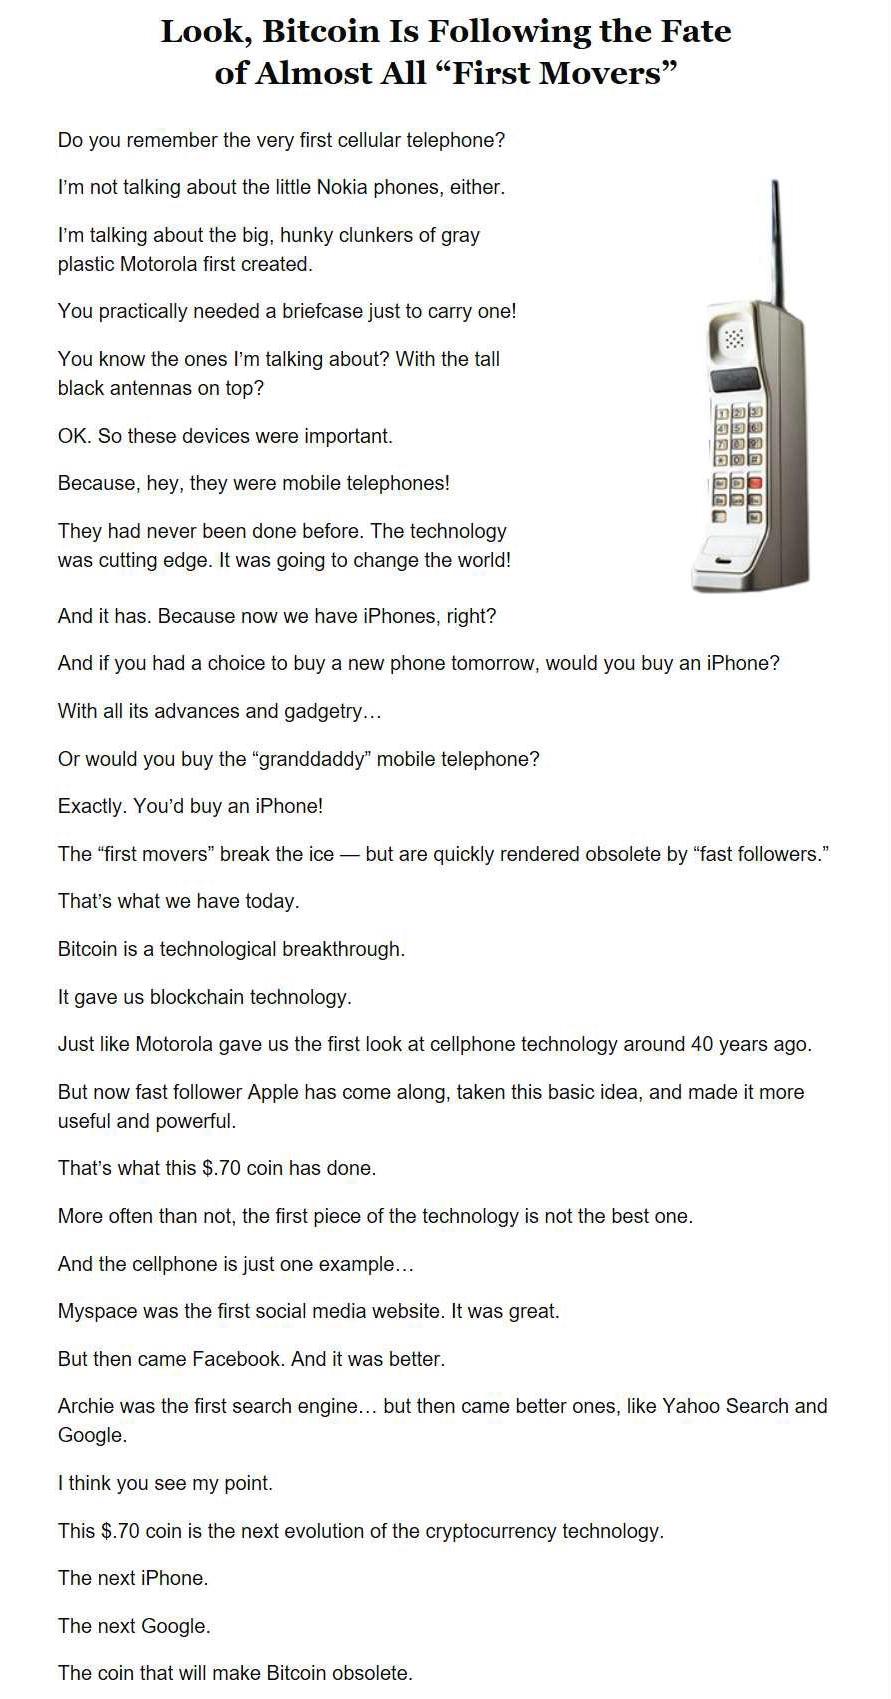 Look, Bitcoin Is Following the Fate
of Almost All “First Movers”
Do you remember the very first cellular telephone?
I’m not talking about the little Nokia phones, either.
I’m talking about the big, hunky clunkers of gray
plastic Motorola first created.
You practically needed a briefcase just to carry one!
You know the ones I’m talking about? With the tall
black antennas on top?
OK. So these devices were important.
Because, hey, they were mobile telephones!
They had never been done before. The technology
was cutting edge. It was going to change the world!
And it has. Because now we have iPhones, right?
And if you had a choice to buy a new phone tomorrow, would you buy an iPhone?
With all its advances and gadgetry…
Or would you buy the “granddaddy” mobile telephone?
Exactly. You’d buy an iPhone!
The “first movers” break the ice — but are quickly rendered obsolete by “fast followers.”
That’s what we have today.
Bitcoin is a technological breakthrough.
It gave us blockchain technology.
Just like Motorola gave us the first look at cellphone technology around 40 years ago.
But now fast follower Apple has come along, taken this basic idea, and made it more
useful and powerful.
That’s what this $.70 coin has done.
More often than not, the first piece of the technology is not the best one.
And the cellphone is just one example…
Myspace was the first social media website. It was great.
But then came Facebook. And it was better.
Archie was the first search engine… but then came better ones, like Yahoo Search and
Google.
I think you see my point.
This $.70 coin is the next evolution of the cryptocurrency technology.
The next iPhone.
The next Google.
The coin that will make Bitcoin obsolete.
1 2 3
4 5 6
7 8 9
* 0 #